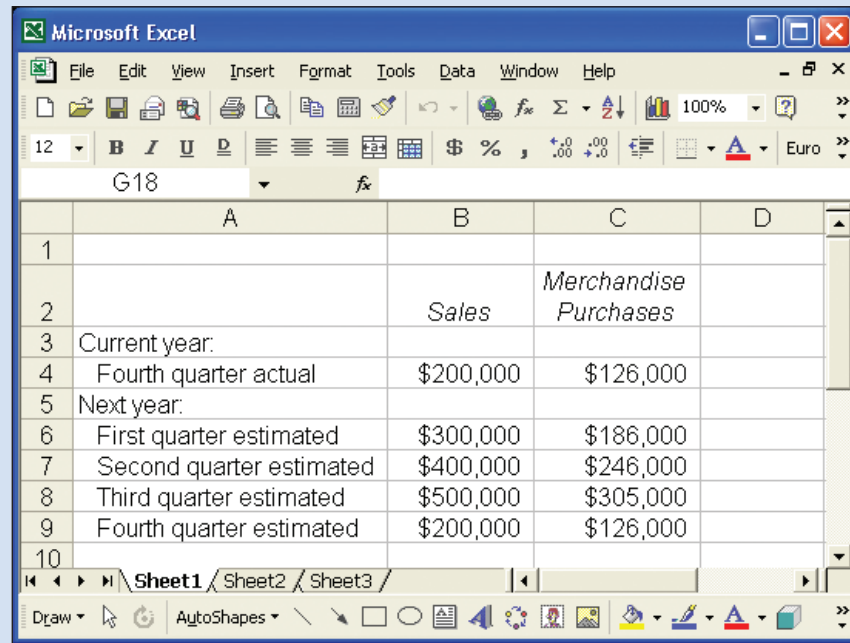 Microsoft Excel
File Edit View Insert Format Tools Data Window Help
100%
12 B I U D $ % , .00 .00 A Euro
G18 fx
A B C D
1
Merchandise
2 Sales Purchases
3 Current year:
4 Fourth quarter actual $200,000 $126,000
5 Next year:
6 First quarter estimated $300,000 $186,000
7 Second quarter estimated $400,000 $246,000
8 Third quarter estimated $500,000 $305,000
9 Fourth quarter estimated $200,000 $126,000
10
Sheet1 Sheet2 Sheet3
Draw AutoShapes A